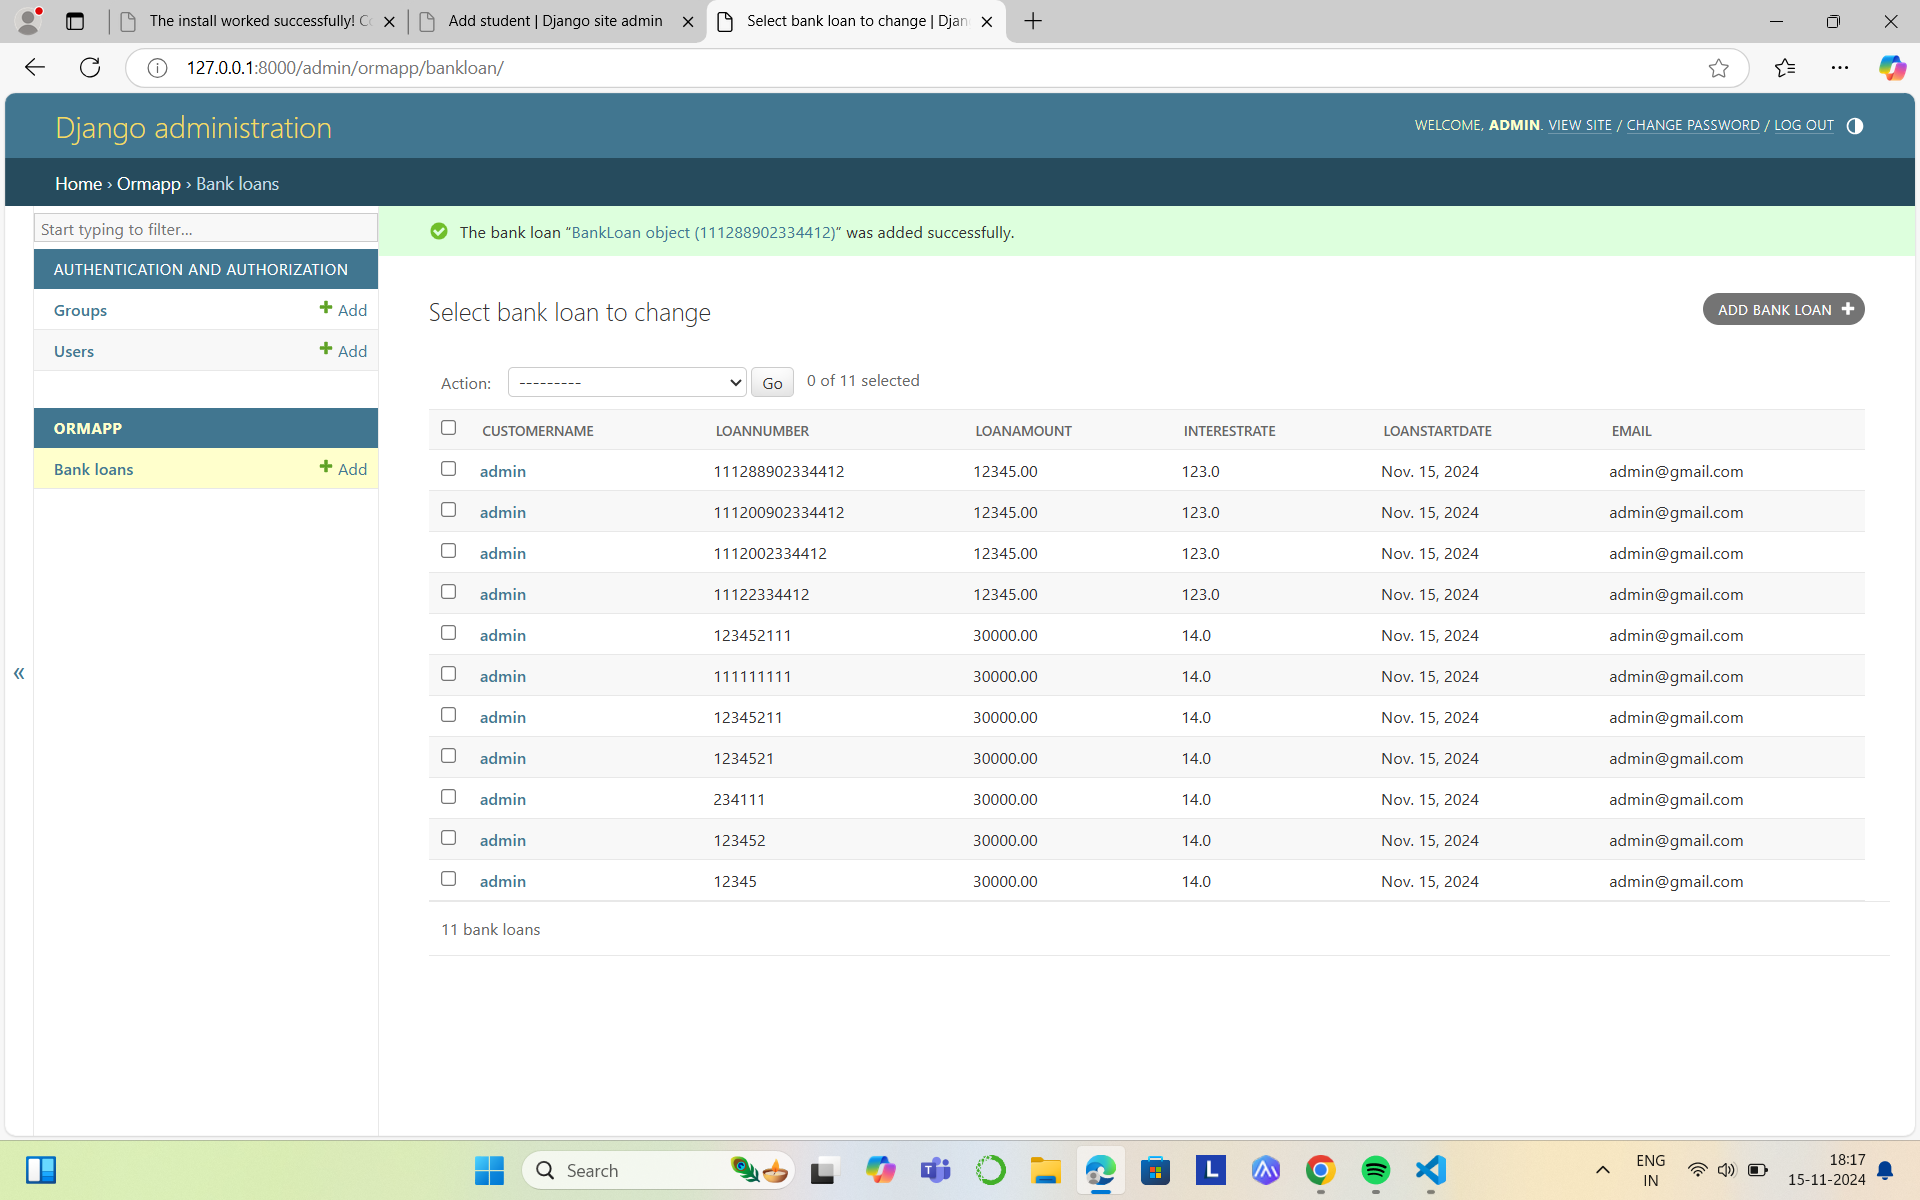 The install worked successfully! Co
Add student | Django site admin
Select bank loan to change | Djan
127.0.0.1:8000/admin/ormapp/bankloan/
Django administration
WELCOME, ADMIN. VIEW SITE / CHANGE PASSWORD / LOG OUT
Home › Ormapp › Bank loans
Start typing to filter...
The bank loan “BankLoan object (111288902334412)” was added successfully.
AUTHENTICATION AND AUTHORIZATION
Groups + Add
Users + Add
ORMAPP
Bank loans + Add
«
Select bank loan to change
ADD BANK LOAN +
Action: --------- Go 0 of 11 selected
CUSTOMERNAME LOANNUMBER LOANAMOUNT INTERESTRATE LOANSTARTDATE EMAIL
admin 111288902334412 12345.00 123.0 Nov. 15, 2024 admin@gmail.com
admin 111200902334412 12345.00 123.0 Nov. 15, 2024 admin@gmail.com
admin 1112002334412 12345.00 123.0 Nov. 15, 2024 admin@gmail.com
admin 11122334412 12345.00 123.0 Nov. 15, 2024 admin@gmail.com
admin 123452111 30000.00 14.0 Nov. 15, 2024 admin@gmail.com
admin 111111111 30000.00 14.0 Nov. 15, 2024 admin@gmail.com
admin 12345211 30000.00 14.0 Nov. 15, 2024 admin@gmail.com
admin 1234521 30000.00 14.0 Nov. 15, 2024 admin@gmail.com
admin 234111 30000.00 14.0 Nov. 15, 2024 admin@gmail.com
admin 123452 30000.00 14.0 Nov. 15, 2024 admin@gmail.com
admin 12345 30000.00 14.0 Nov. 15, 2024 admin@gmail.com
11 bank loans
Search
L
ENG
IN
18:17
15-11-2024